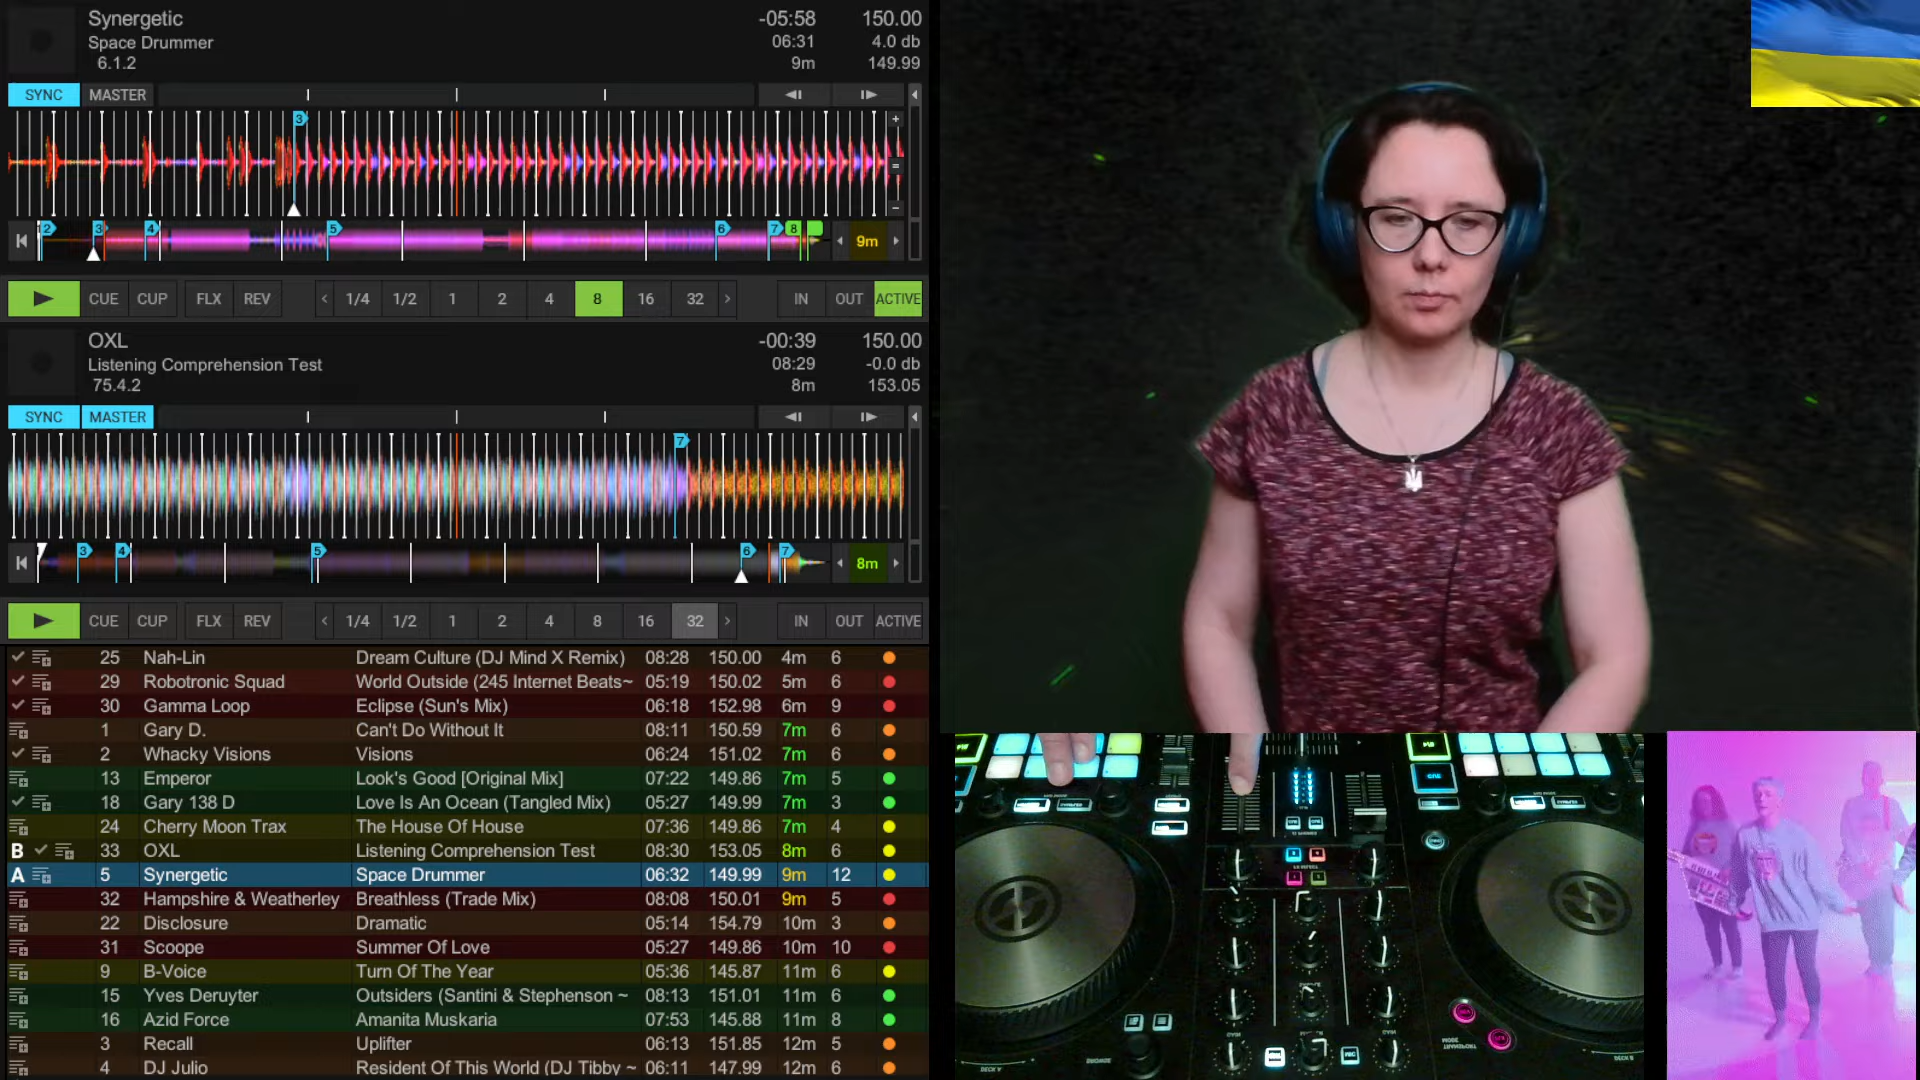 Synergetic -05:58 150.00
Space Drummer 06:31 4.0 db
6.1.2 9m 149.99
SYNC MASTER
3
2 3 4 5 6 7 8 9m
CUE CUP FLX REV 1/4 1/2 1 2 4 8 16 32 IN OUT ACTIVE
OXL -00:39 150.00
Listening Comprehension Test 08:29 -0.0 db
75.4.2 8m 153.05
SYNC MASTER
7
3 4 5 6 7 8m
CUE CUP FLX REV 1/4 1/2 1 2 4 8 16 32 IN OUT ACTIVE
25 Nah-Lin Dream Culture (DJ Mind X Remix) 08:28 150.00 4m 6
29 Robotronic Squad World Outside (245 Internet Beats~ 05:19 150.02 5m 6
30 Gamma Loop Eclipse (Sun's Mix) 06:18 152.98 6m 9
1 Gary D. Can't Do Without It 08:11 150.59 7m 6
2 Whacky Visions Visions 06:24 151.02 7m 6
13 Emperor Look's Good [Original Mix] 07:22 149.86 7m 5
18 Gary 138 D Love Is An Ocean (Tangled Mix) 05:27 149.99 7m 3
24 Cherry Moon Trax The House Of House 07:36 149.86 7m 4
B 33 OXL Listening Comprehension Test 08:30 153.05 8m 6
A 5 Synergetic Space Drummer 06:32 149.99 9m 12
32 Hampshire & Weatherley Breathless (Trade Mix) 08:08 150.01 9m 5
22 Disclosure Dramatic 05:14 154.79 10m 3
31 Scoope Summer Of Love 05:27 149.86 10m 10
9 B-Voice Turn Of The Year 05:36 145.87 11m 6
15 Yves Deruyter Outsiders (Santini & Stephenson ~ 08:13 151.01 11m 6
16 Azid Force Amanita Muskaria 07:53 145.88 11m 8
3 Recall Uplifter 06:13 151.85 12m 5
4 DJ Julio Resident Of This World (DJ Tibby ~ 06:11 147.99 12m 6